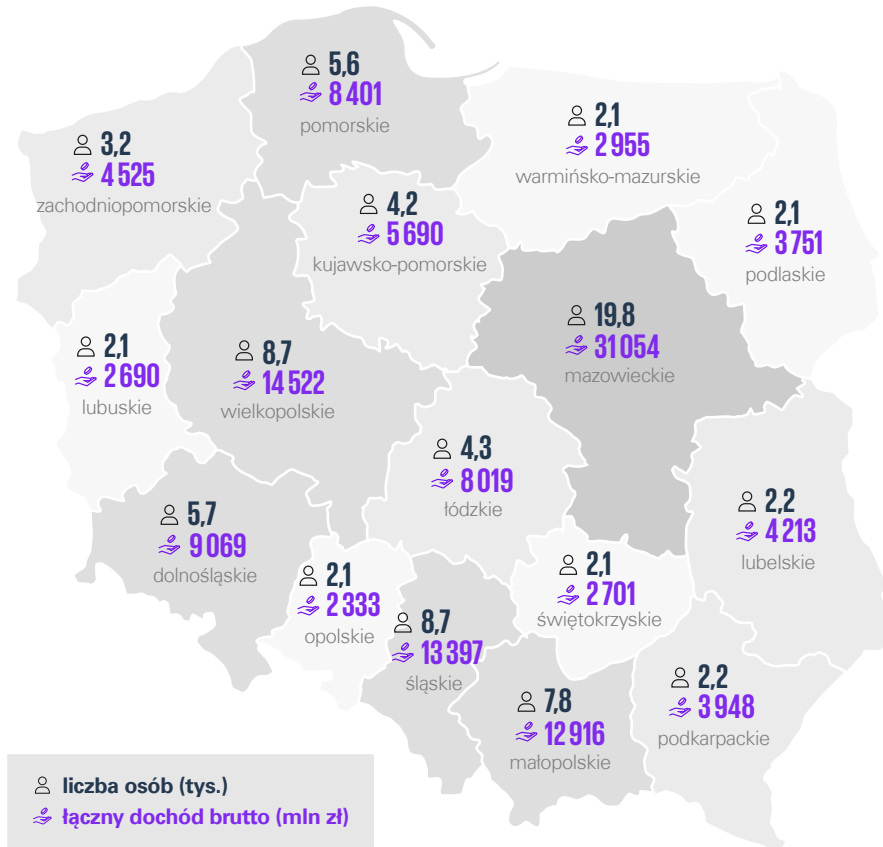 5,6
8 401
pomorskie
2,1
2 955
warmińsko-mazurskie
3,2
4 525
zachodniopomorskie
4,2
5 690
kujawsko-pomorskie
2,1
3 751
podlaskie
19,8
31 054
mazowieckie
2,1
2 690
lubuskie
8,7
14 522
wielkopolskie
4,3
8 019
łódzkie
5,7
9 069
dolnośląskie
2,2
4 213
lubelskie
2,1
2 333
opolskie
2,1
2 701
świętokrzyskie
8,7
13 397
śląskie
7,8
12 916
małopolskie
2,2
3 948
podkarpackie
liczba osób (tys.)
łączny dochód brutto (mln zł)